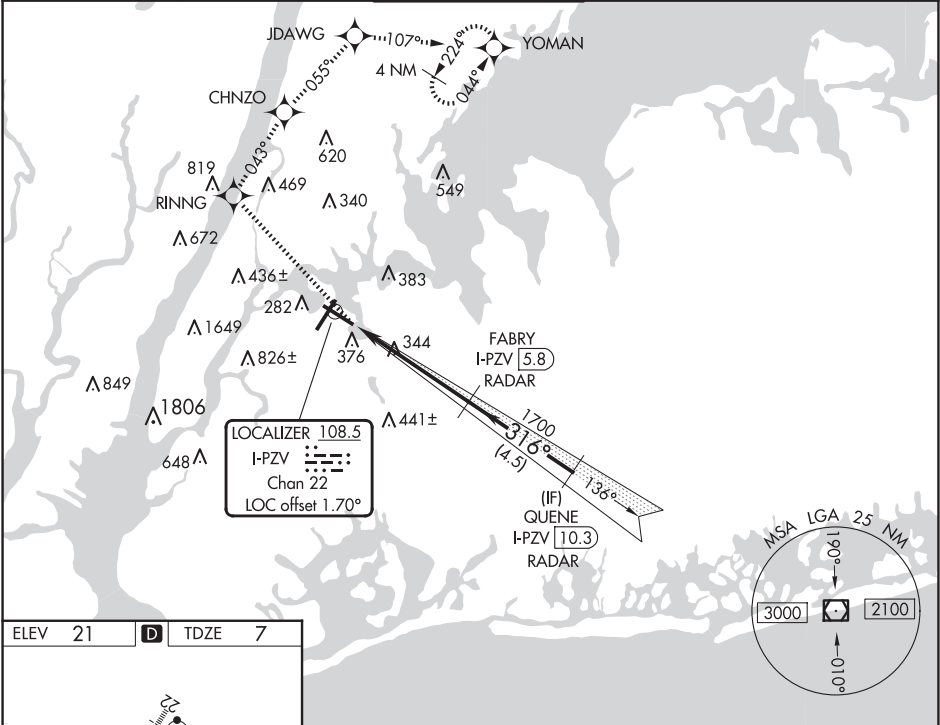 JDAWG
107°
224°
YOMAN
4 NM
044°
055°
CHNZO
043°
620
819
469
549
RINNG
340
672
436±
383
282
1649
344
376
826±
FABRY
I-PZV 5.8
RADAR
849
1806
441±
1700
316°
(4.5)
136°
648
LOCALIZER 108.5
I-PZV
Chan 22
LOC offset 1.70°
(IF)
QUENE
I-PZV 10.3
RADAR
MSA LGA 25 NM
190°
3000
2100
010°
ELEV 21 D TDZE 7
22